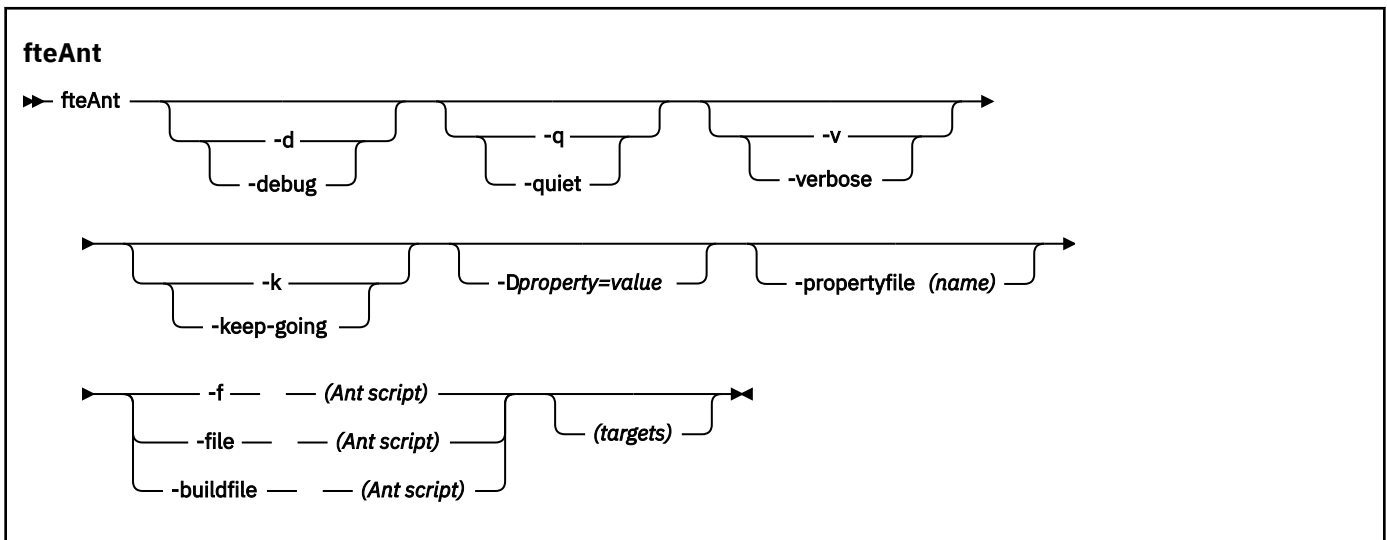 fteAnt
fteAnt
-d
-debug
-q
-quiet
-v
-verbose
-k
-keep-going
-Dproperty=value
-propertyfile (name)
-f (Ant script)
-file (Ant script)
-buildfile (Ant script)
(targets)